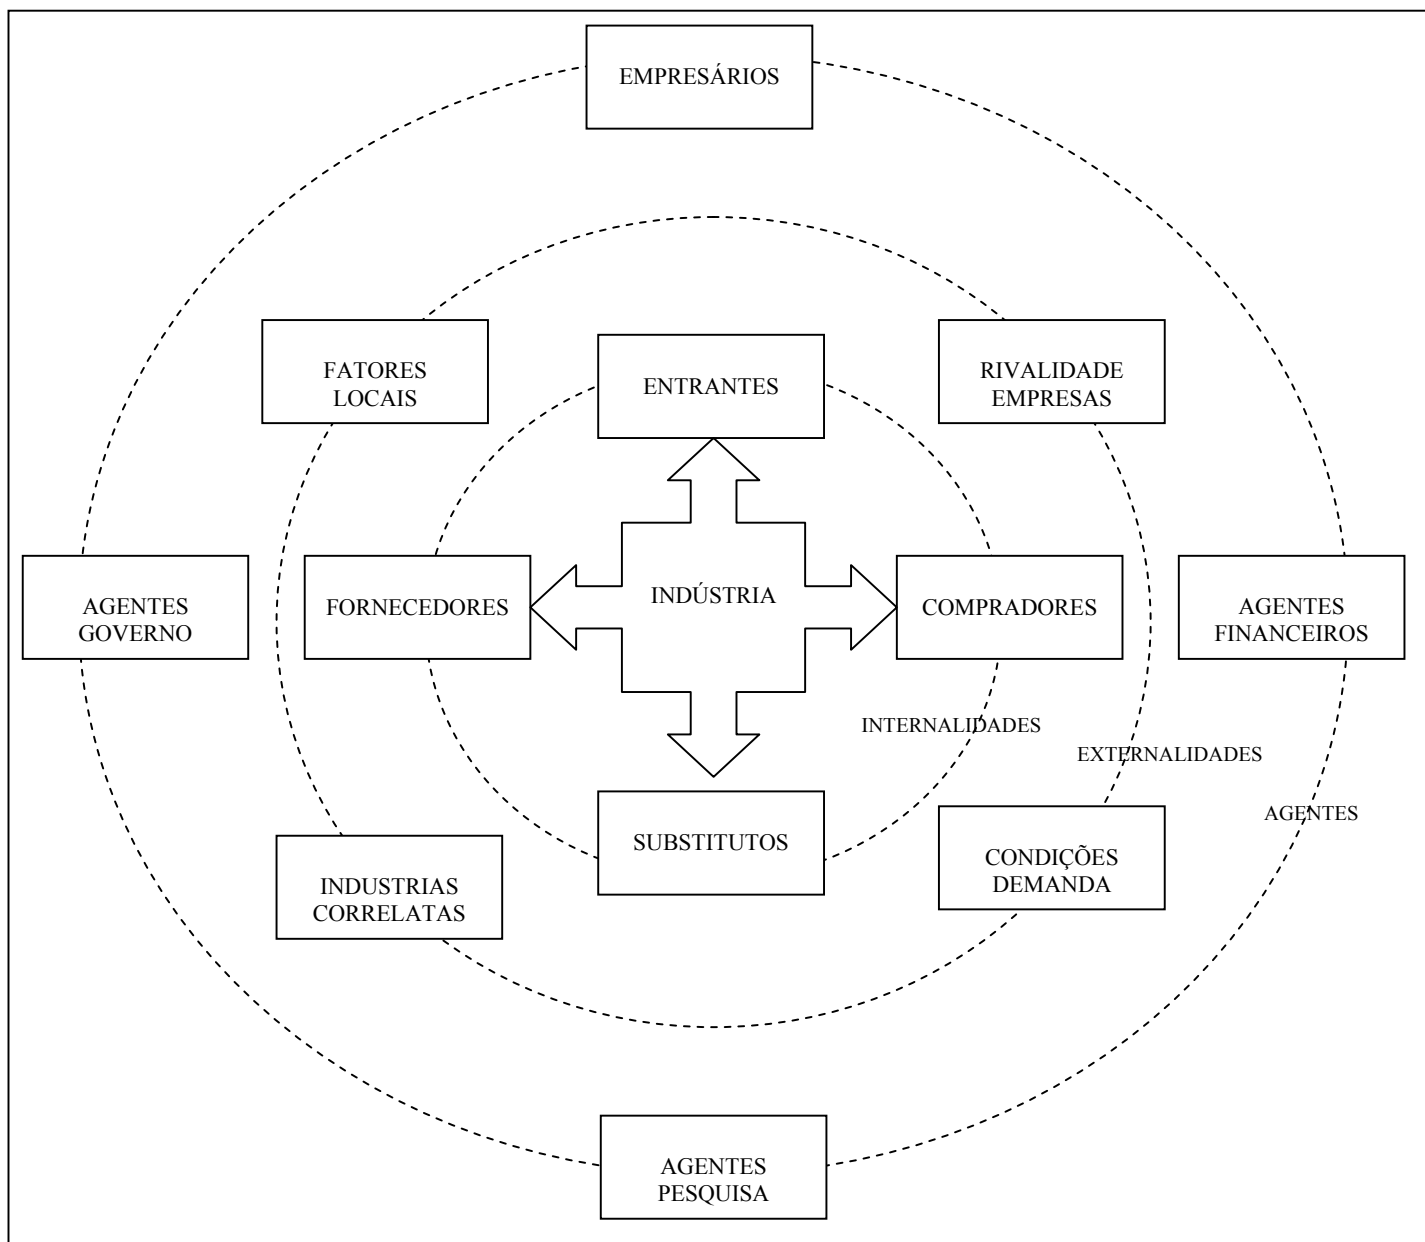 EMPRESÁRIOS
FATORES
LOCAIS
ENTRANTES
RIVALIDADE
EMPRESAS
AGENTES
GOVERNO
FORNECEDORES
INDÚSTRIA
COMPRADORES
AGENTES
FINANCEIROS
INTERNALIDADES
EXTERNALIDADES
AGENTES
INDUSTRIAS
CORRELATAS
SUBSTITUTOS
CONDIÇÕES
DEMANDA
AGENTES
PESQUISA